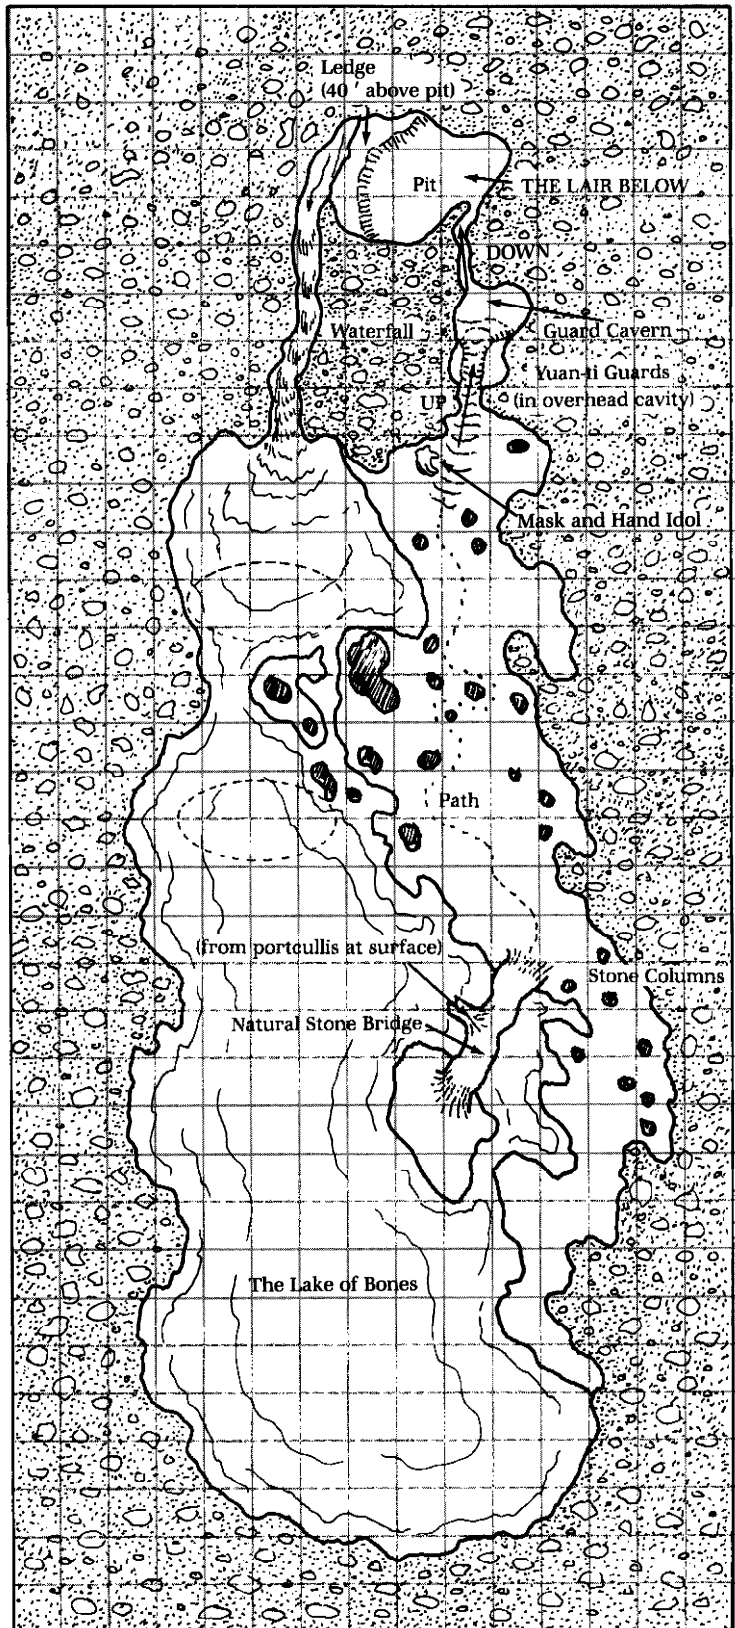 Ledge
(40´ above pit)
Pit
THE LAIR BELOW
DOWN
Waterfall
Guard Cavern
Yuan-ti Guards
UP
(in overhead cavity)
Mask and Hand Idol
Path
(from portcullis at surface)
Stone Columns
Natural Stone Bridge
The Lake of Bones